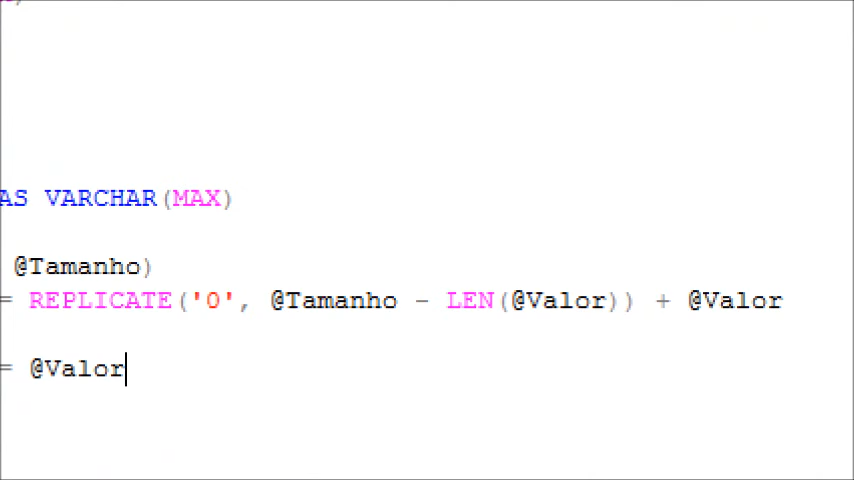 AS VARCHAR(MAX)
@Tamanho)
= REPLICATE('0', @Tamanho - LEN(@Valor)) + @Valor
= @Valor